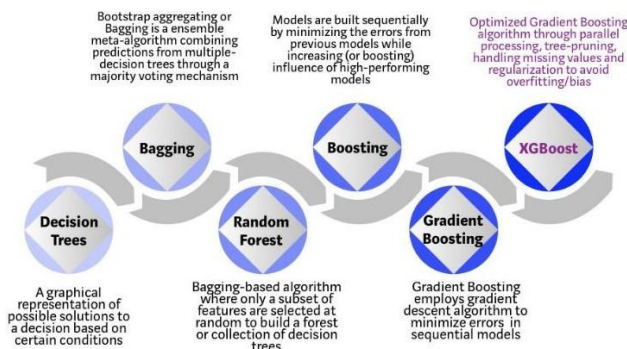 Bootstrap aggregating or
Bagging is a ensemble
meta-algorithm combining
predictions from multiple-
decision trees through a
majority voting mechanism
Models are built sequentially
by minimizing the errors from
previous models while
increasing (or boosting)
influence of high-performing
models
Optimized Gradient Boosting
algorithm through parallel
processing, tree-pruning,
handling missing values and
regularization to avoid
overfitting/bias
Bagging
Boosting
XGBoost
Decision
Trees
Random
Forest
Gradient
Boosting
A graphical
representation of
possible solutions to
a decision based on
certain conditions
Bagging-based algorithm
where only a subset of
features are selected at
random to build a forest
or collection of decision
trees
Gradient Boosting
employs gradient
descent algorithm to
minimize errors in
sequential models